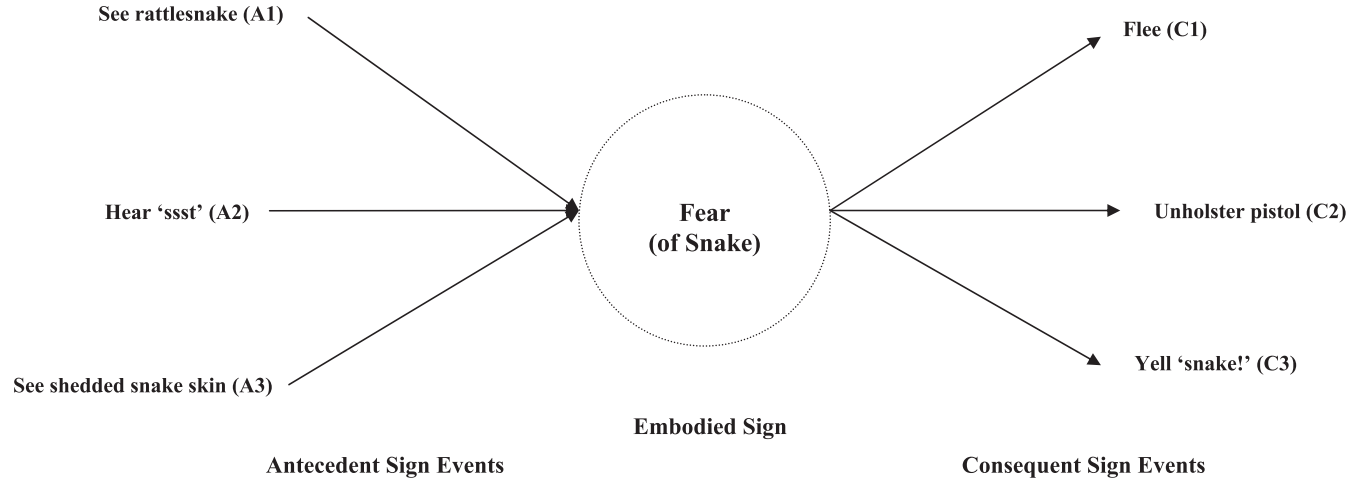 See rattlesnake (A1)
Flee (C1)
Fear
(of Snake)
Hear ‘ssst’ (A2)
Unholster pistol (C2)
See shedded snake skin (A3)
Yell ‘snake!’ (C3)
Embodied Sign
Antecedent Sign Events
Consequent Sign Events